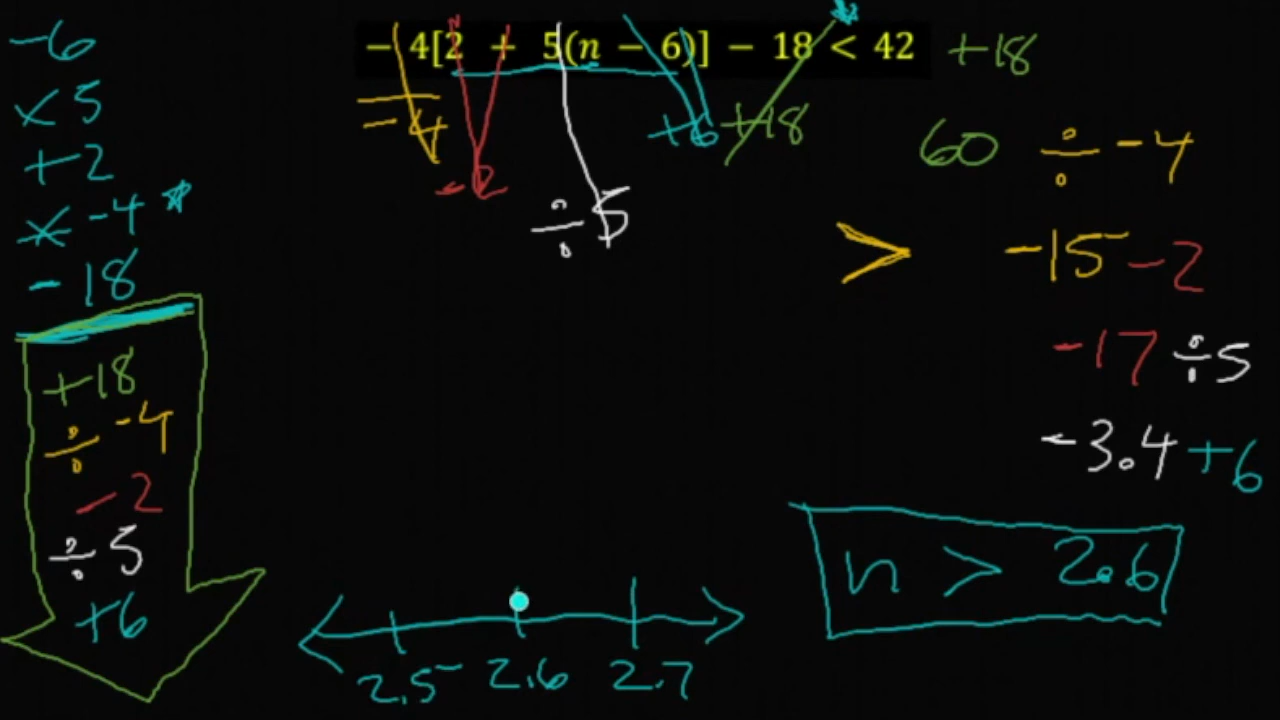 − 4[2 + 5(n − 6)] − 18 < 42 +18
-6
x 5
+2
x -4 *
- 18
+18
÷ -4
- 2
÷ 5
+6
-4 +6 +18 60 ÷ -4
-2
÷ 5
> -15 -2
-17 ÷5
-3.4 +6
n > 2.6
2.5 2.6 2.7